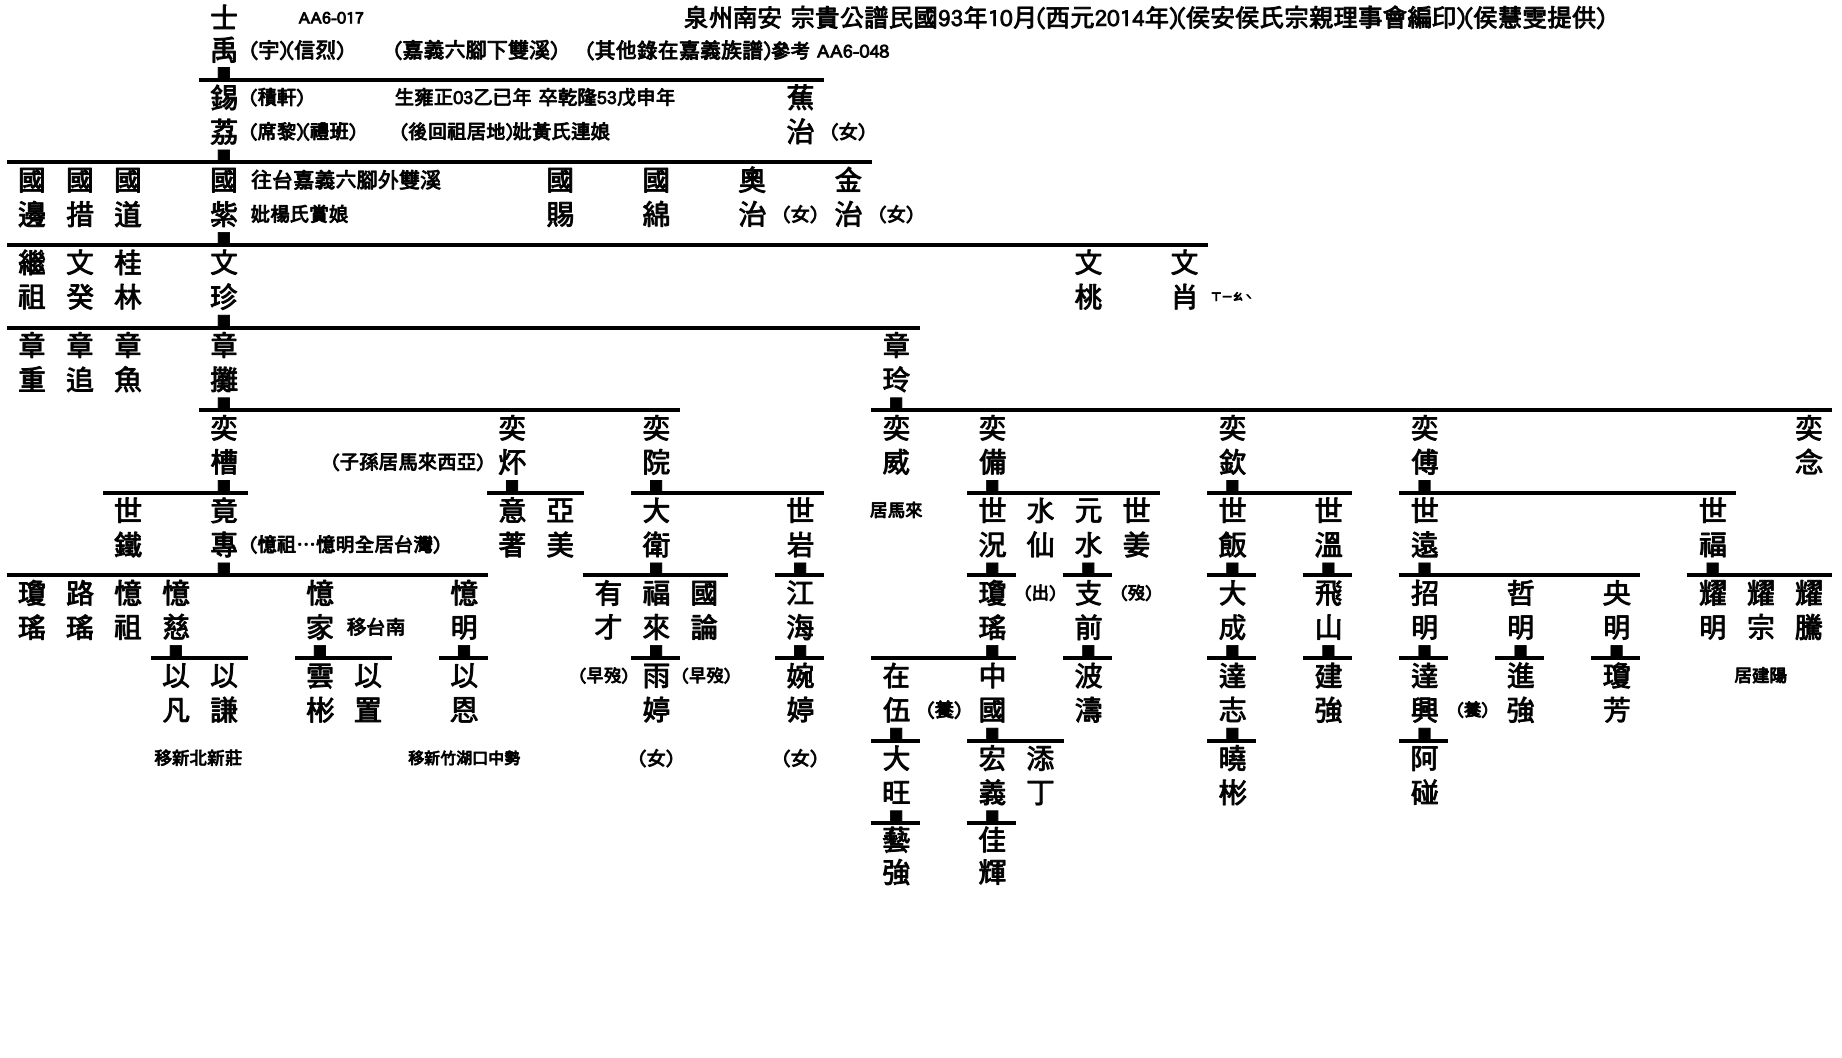 士 AA6-017 泉州南安 宗貴公譜民國93年10月(西元2014年)(侯安侯氏宗親理事會編印)(侯慧雯提供)
禹 (宇)(信烈) (嘉義六腳下雙溪) (其他錄在嘉義族譜)參考 AA6-048
錫 (積軒) 生雍正03乙己年 卒乾隆53戊申年 蕉
荔 (席黎)(禮班) (後回祖居地)妣黃氏連娘 治 (女)
國 國 國 國 往台嘉義六腳外雙溪 國 國 奧 金
邊 措 道 紫 妣楊氏賞娘 賜 綿 治 (女) 治 (女)
繼 文 桂 文 文 文
祖 癸 林 珍 桃 肖 ㄒㄧㄠˋ
章 章 章 章 章
重 追 魚 攤 玲
奕 奕 奕 奕 奕 奕 奕 奕
槽 (子孫居馬來西亞) 炋 院 威 備 欽 傅 念
世 竟 意 亞 大 世 居馬來 世 水 元 世 世 世 世 世
鐵 專 (憶祖…憶明全居台灣) 著 美 衛 岩 況 仙 水 姜 飯 溫 遠 福
瓊 路 憶 憶 憶 憶 有 福 國 江 瓊 (出) 支 (歿) 大 飛 招 哲 央 耀 耀 耀
瑤 瑤 祖 慈 家 移台南 明 才 來 論 海 瑤 前 成 山 明 明 明 明 宗 騰
以 以 雲 以 以 (早歿) 雨 (早歿) 婉 在 中 波 達 建 達 進 瓊 居建陽
凡 謙 彬 置 恩 婷 婷 伍 (養) 國 濤 志 強 興 (養) 強 芳
移新北新莊 移新竹湖口中勢 (女) (女) 大 宏 添 曉 阿
旺 義 丁 彬 碰
藝 佳
強 輝